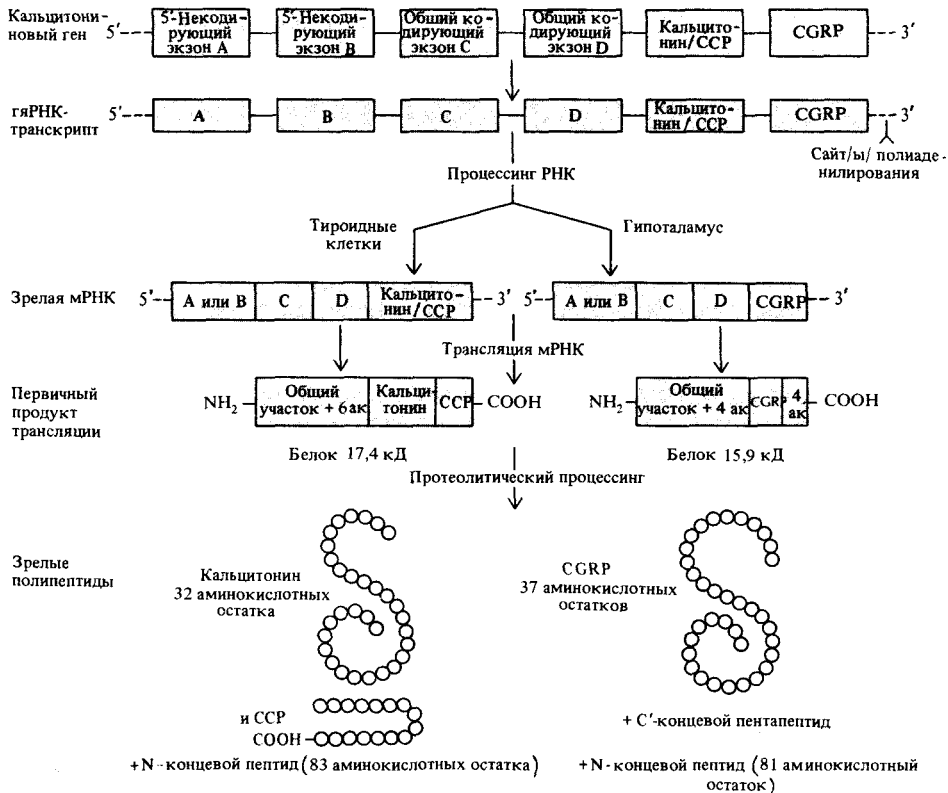 Кальцитони-
новый ген
5'
5'-Некоди-
рующий
экзон А
5'-Некоди-
рующий
экзон В
Обший ко-
дирующий
экзон С
Общий ко-
дирующий
экзон D
Кальцито-
нин/ССР
CGRP
3'
гяРНК-
транскрипт
5'
А
В
С
D
Кальцито-
нин/ССР
CGRP
3'
Сайт/ы/ полиаде-
нилирования
Процессинг РНК
Тироидные
клетки
Гипоталамус
Зрелая мРНК
5'
А или В
С
D
Кальцито-
нин/ССР
3'
5'
А или В
С
D
CGRP
3'
Трансляция мРНК
Первичный
продукт
трансляции
NH₂
Общий
участок + 6 ак
Кальци-
тонин
ССР
COOH
NH₂
Общий
участок + 4 ак
CGRP
4
ак
COOH
Белок 17,4 кД
Белок 15,9 кД
Протеолитический процессинг
Зрелые
полипептиды
Кальцитонин
32 аминокислотных
остатка
CGRP
37 аминокислотных
остатков
и ССР
COOH
+ C'-концевой пентапептид
+ N - концевой пептид (83 аминокислотных остатка)
+ N - концевой пептид (81 аминокислотный
остаток)